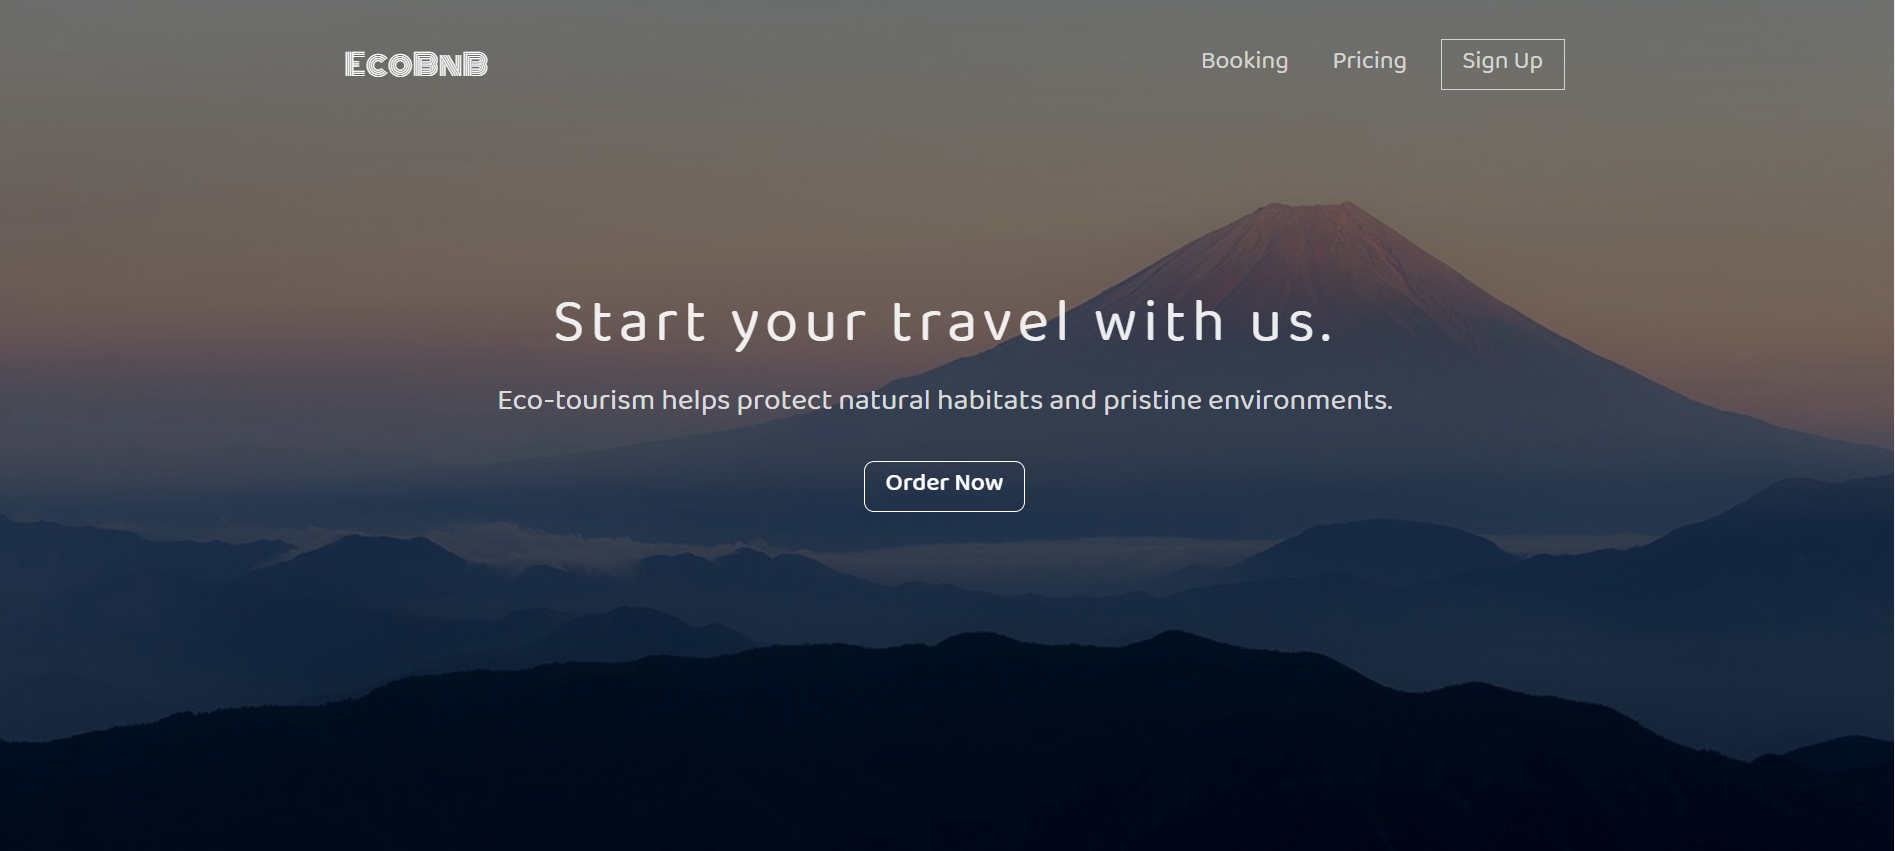 EcoBnB
Booking Pricing Sign Up
Start your travel with us.
Eco-tourism helps protect natural habitats and pristine environments.
Order Now